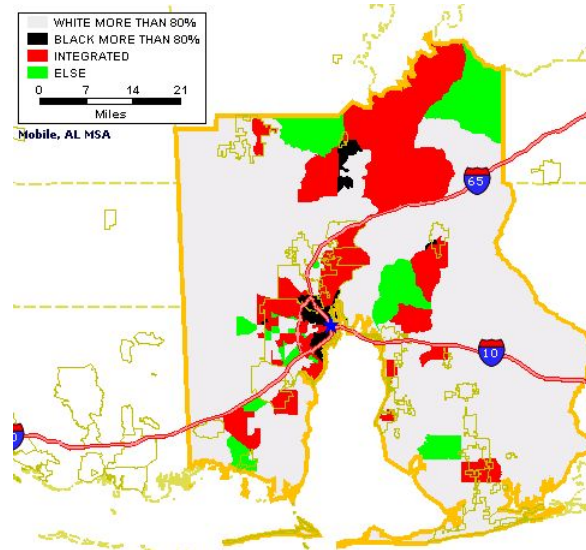 WHITE MORE THAN 80%
BLACK MORE THAN 80%
INTEGRATED
ELSE
0 7 14 21
Miles
Mobile, AL MSA
65
10
0